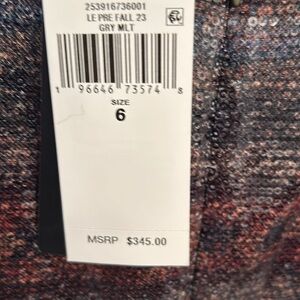 253916736001
LE PRE FALL 23
GRY MLT
1 96646 73574 8
SIZE
6
MSRP $345.00